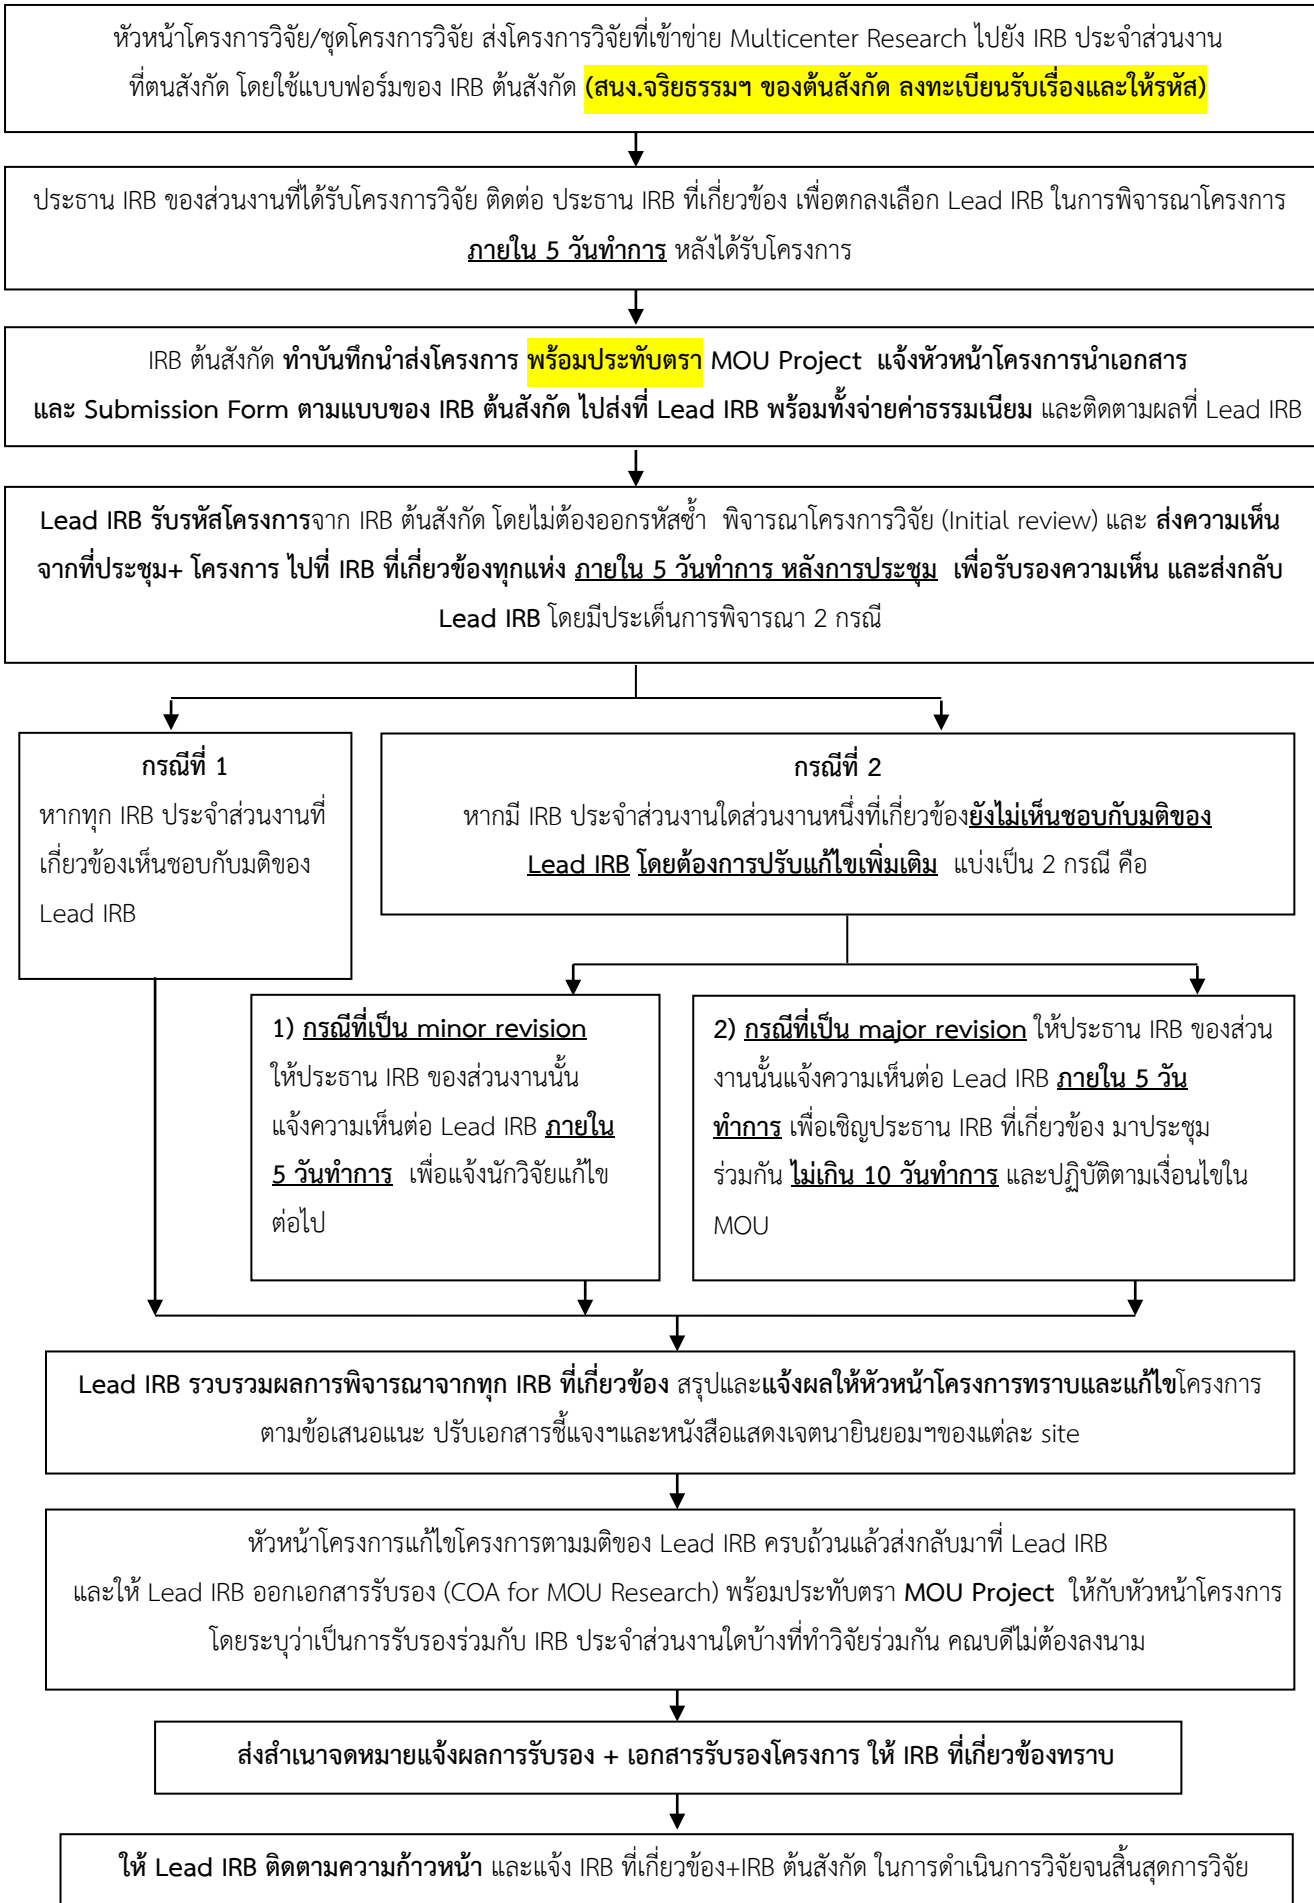 หัวหน้าโครงการวิจัย/ชุดโครงการวิจัย ส่งโครงการวิจัยที่เข้าข่าย Multicenter Research ไปยัง IRB ประจำส่วนงาน
ที่ตนสังกัด โดยใช้แบบฟอร์มของ IRB ต้นสังกัด (สนง.จริยธรรมฯ ของต้นสังกัด ลงทะเบียนรับเรื่องและให้รหัส)
ประธาน IRB ของส่วนงานที่ได้รับโครงการวิจัย ติดต่อ ประธาน IRB ที่เกี่ยวข้อง เพื่อตกลงเลือก Lead IRB ในการพิจารณาโครงการ
ภายใน 5 วันทำการ หลังได้รับโครงการ
IRB ต้นสังกัด ทำบันทึกนำส่งโครงการ พร้อมประทับตรา MOU Project แจ้งหัวหน้าโครงการนำเอกสาร
และ Submission Form ตามแบบของ IRB ต้นสังกัด ไปส่งที่ Lead IRB พร้อมทั้งจ่ายค่าธรรมเนียม และติดตามผลที่ Lead IRB
Lead IRB รับรหัสโครงการจาก IRB ต้นสังกัด โดยไม่ต้องออกรหัสซ้ำ พิจารณาโครงการวิจัย (Initial review) และ ส่งความเห็น
จากที่ประชุม+ โครงการ ไปที่ IRB ที่เกี่ยวข้องทุกแห่ง ภายใน 5 วันทำการ หลังการประชุม เพื่อรับรองความเห็น และส่งกลับ
Lead IRB โดยมีประเด็นการพิจารณา 2 กรณี
กรณีที่ 1
หากทุก IRB ประจำส่วนงานที่
เกี่ยวข้องเห็นชอบกับมติของ
Lead IRB
กรณีที่ 2
หากมี IRB ประจำส่วนงานใดส่วนงานหนึ่งที่เกี่ยวข้องยังไม่เห็นชอบกับมติของ
Lead IRB โดยต้องการปรับแก้ไขเพิ่มเติม แบ่งเป็น 2 กรณี คือ
1) กรณีที่เป็น minor revision
ให้ประธาน IRB ของส่วนงานนั้น
แจ้งความเห็นต่อ Lead IRB ภายใน
5 วันทำการ เพื่อแจ้งนักวิจัยแก้ไข
ต่อไป
2) กรณีที่เป็น major revision ให้ประธาน IRB ของส่วน
งานนั้นแจ้งความเห็นต่อ Lead IRB ภายใน 5 วัน
ทำการ เพื่อเชิญประธาน IRB ที่เกี่ยวข้อง มาประชุม
ร่วมกัน ไม่เกิน 10 วันทำการ และปฏิบัติตามเงื่อนไขใน
MOU
Lead IRB รวบรวมผลการพิจารณาจากทุก IRB ที่เกี่ยวข้อง สรุปและแจ้งผลให้หัวหน้าโครงการทราบและแก้ไขโครงการ
ตามข้อเสนอแนะ ปรับเอกสารชี้แจงฯและหนังสือแสดงเจตนายินยอมฯของแต่ละ site
หัวหน้าโครงการแก้ไขโครงการตามมติของ Lead IRB ครบถ้วนแล้วส่งกลับมาที่ Lead IRB
และให้ Lead IRB ออกเอกสารรับรอง (COA for MOU Research) พร้อมประทับตรา MOU Project ให้กับหัวหน้าโครงการ
โดยระบุว่าเป็นการรับรองร่วมกับ IRB ประจำส่วนงานใดบ้างที่ทำวิจัยร่วมกัน คณบดีไม่ต้องลงนาม
ส่งสำเนาจดหมายแจ้งผลการรับรอง + เอกสารรับรองโครงการ ให้ IRB ที่เกี่ยวข้องทราบ
ให้ Lead IRB ติดตามความก้าวหน้า และแจ้ง IRB ที่เกี่ยวข้อง+IRB ต้นสังกัด ในการดำเนินการวิจัยจนสิ้นสุดการวิจัย